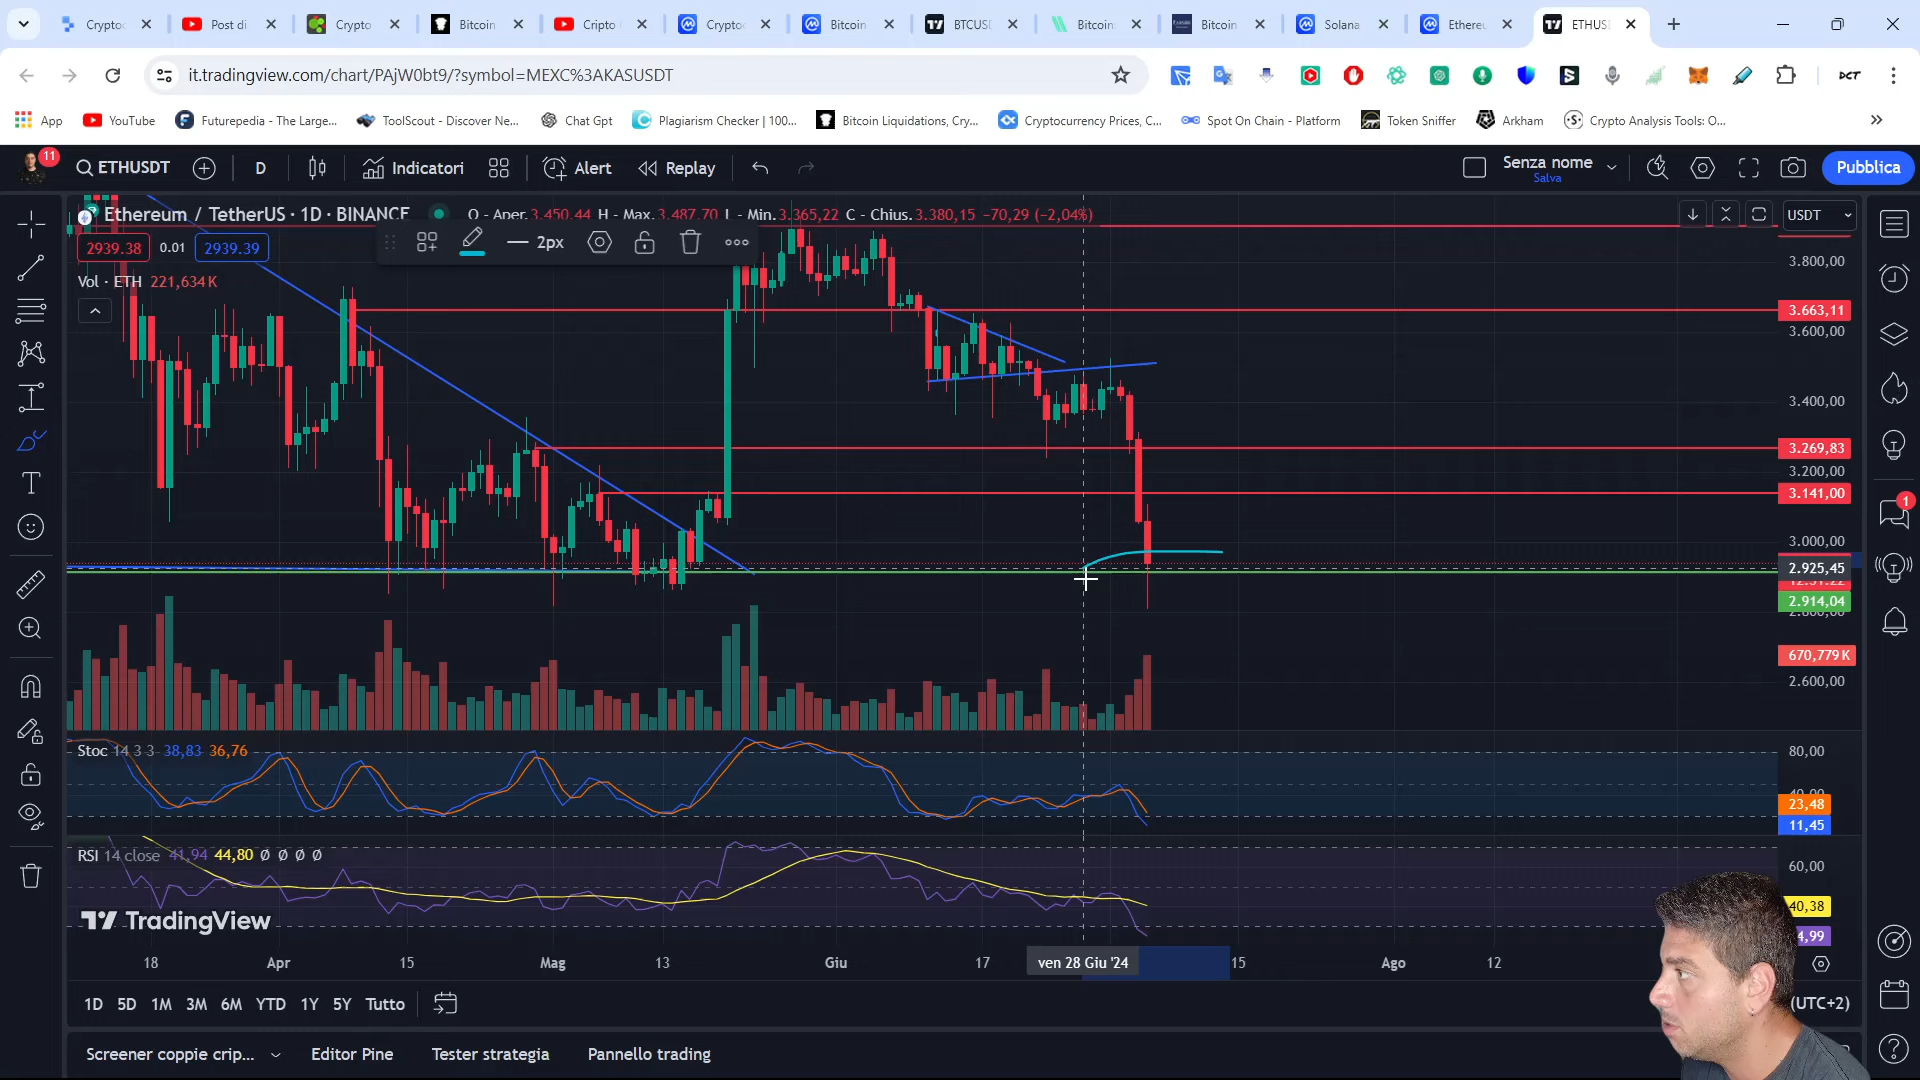 Crypto
Post di
Crypto
Bitcoin
Cripto
Crypto
Bitcoin
BTCUSD
Bitcoin:
Bitcoin
Solana
Ethereu
ETHUS
it.tradingview.com/chart/PAjW0bt9/?symbol=MEXC%3AKASUSDT
App
YouTube
Futurepedia - The Large...
ToolScout - Discover Ne...
Chat Gpt
Plagiarism Checker | 100...
Bitcoin Liquidations, Cry...
Cryptocurrency Prices, C...
Spot On Chain - Platform
Token Sniffer
Arkham
Crypto Analysis Tools: O...
11
ETHUSDT
D
Indicatori
Alert
Replay
Senza nome
Salva
Pubblica
Ethereum / TetherUS · 1D · BINANCE
O - Aper. 3.450,44 H - Max. 3.487,70 L - Min. 3.365,22 C - Chius. 3.380,15 −70,29 (−2,04%)
USDT
2939.38
0.01
2939.39
2px
Vol · ETH 221,634K
3.800,00
3.663,11
3.600,00
3.400,00
3.269,83
3.200,00
3.141,00
3.000,00
2.925,45
2.914,04
670,779K
2.600,00
1
Stoc 14 3 3 38,83 36,76
80,00
23,48
11,45
RSI 14 close 41,94 44,80 Ø Ø Ø Ø
60,00
40,38
4,99
TradingView
18
Apr
15
Mag
13
Giu
17
ven 28 Giu '24
15
Ago
12
1D
5D
1M
3M
6M
YTD
1Y
5Y
Tutto
(UTC+2)
Screener coppie crip...
Editor Pine
Tester strategia
Pannello trading